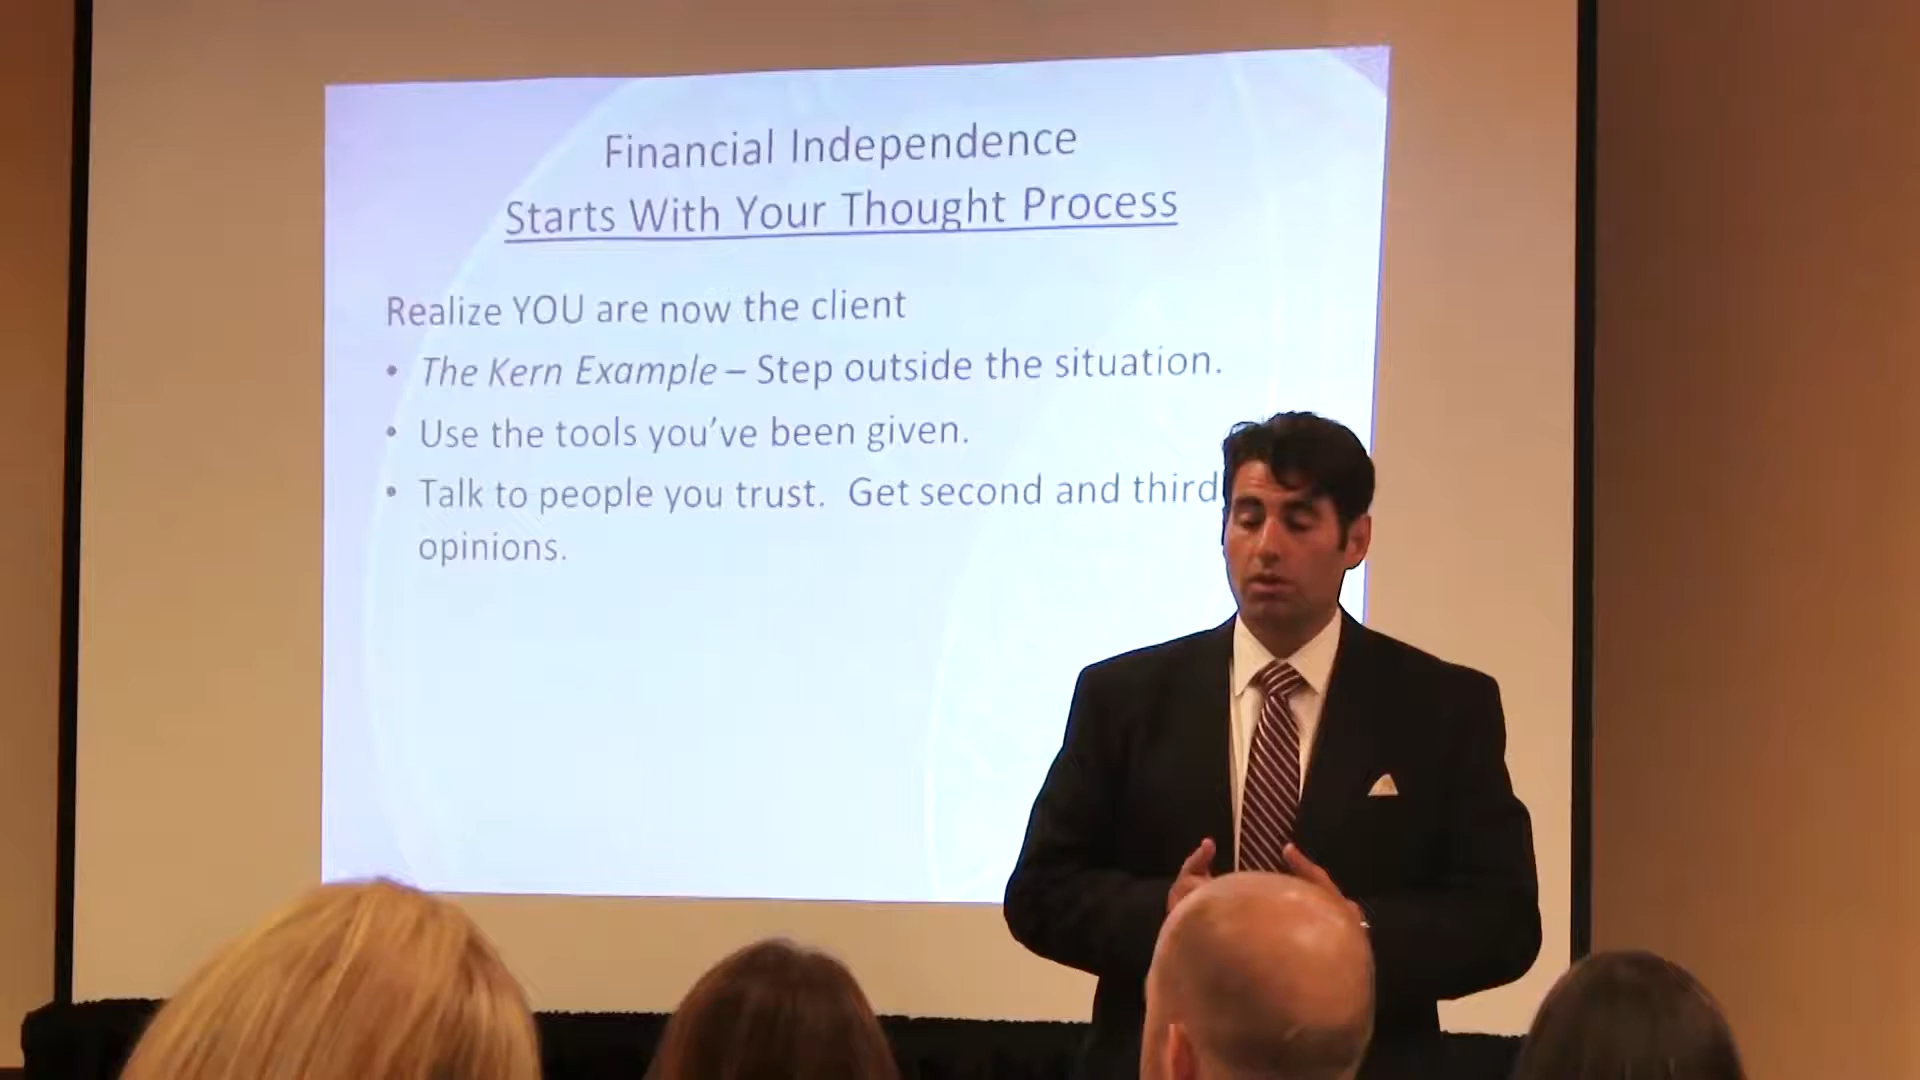 Financial Independence
Starts With Your Thought Process
Realize YOU are now the client
• The Kern Example – Step outside the situation.
• Use the tools you’ve been given.
• Talk to people you trust.  Get second and third
opinions.